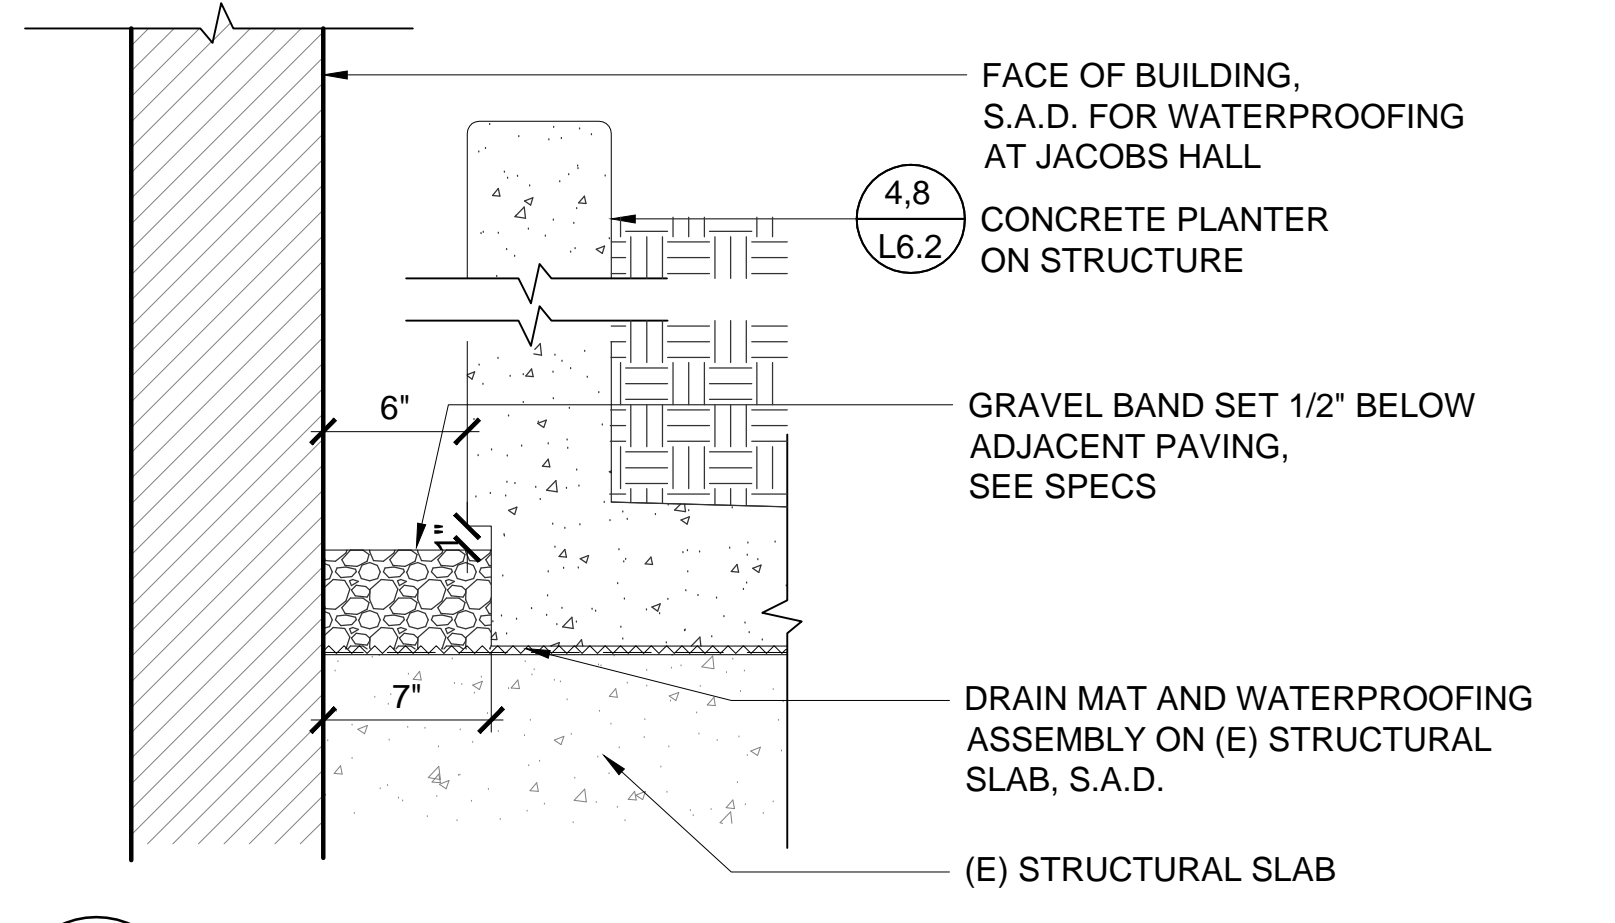 FACE OF BUILDING,
S.A.D. FOR WATERPROOFING
AT JACOBS HALL
4,8
L6.2
CONCRETE PLANTER
ON STRUCTURE
6"
GRAVEL BAND SET 1/2" BELOW
ADJACENT PAVING,
SEE SPECS
1"
7"
DRAIN MAT AND WATERPROOFING
ASSEMBLY ON (E) STRUCTURAL
SLAB, S.A.D.
(E) STRUCTURAL SLAB